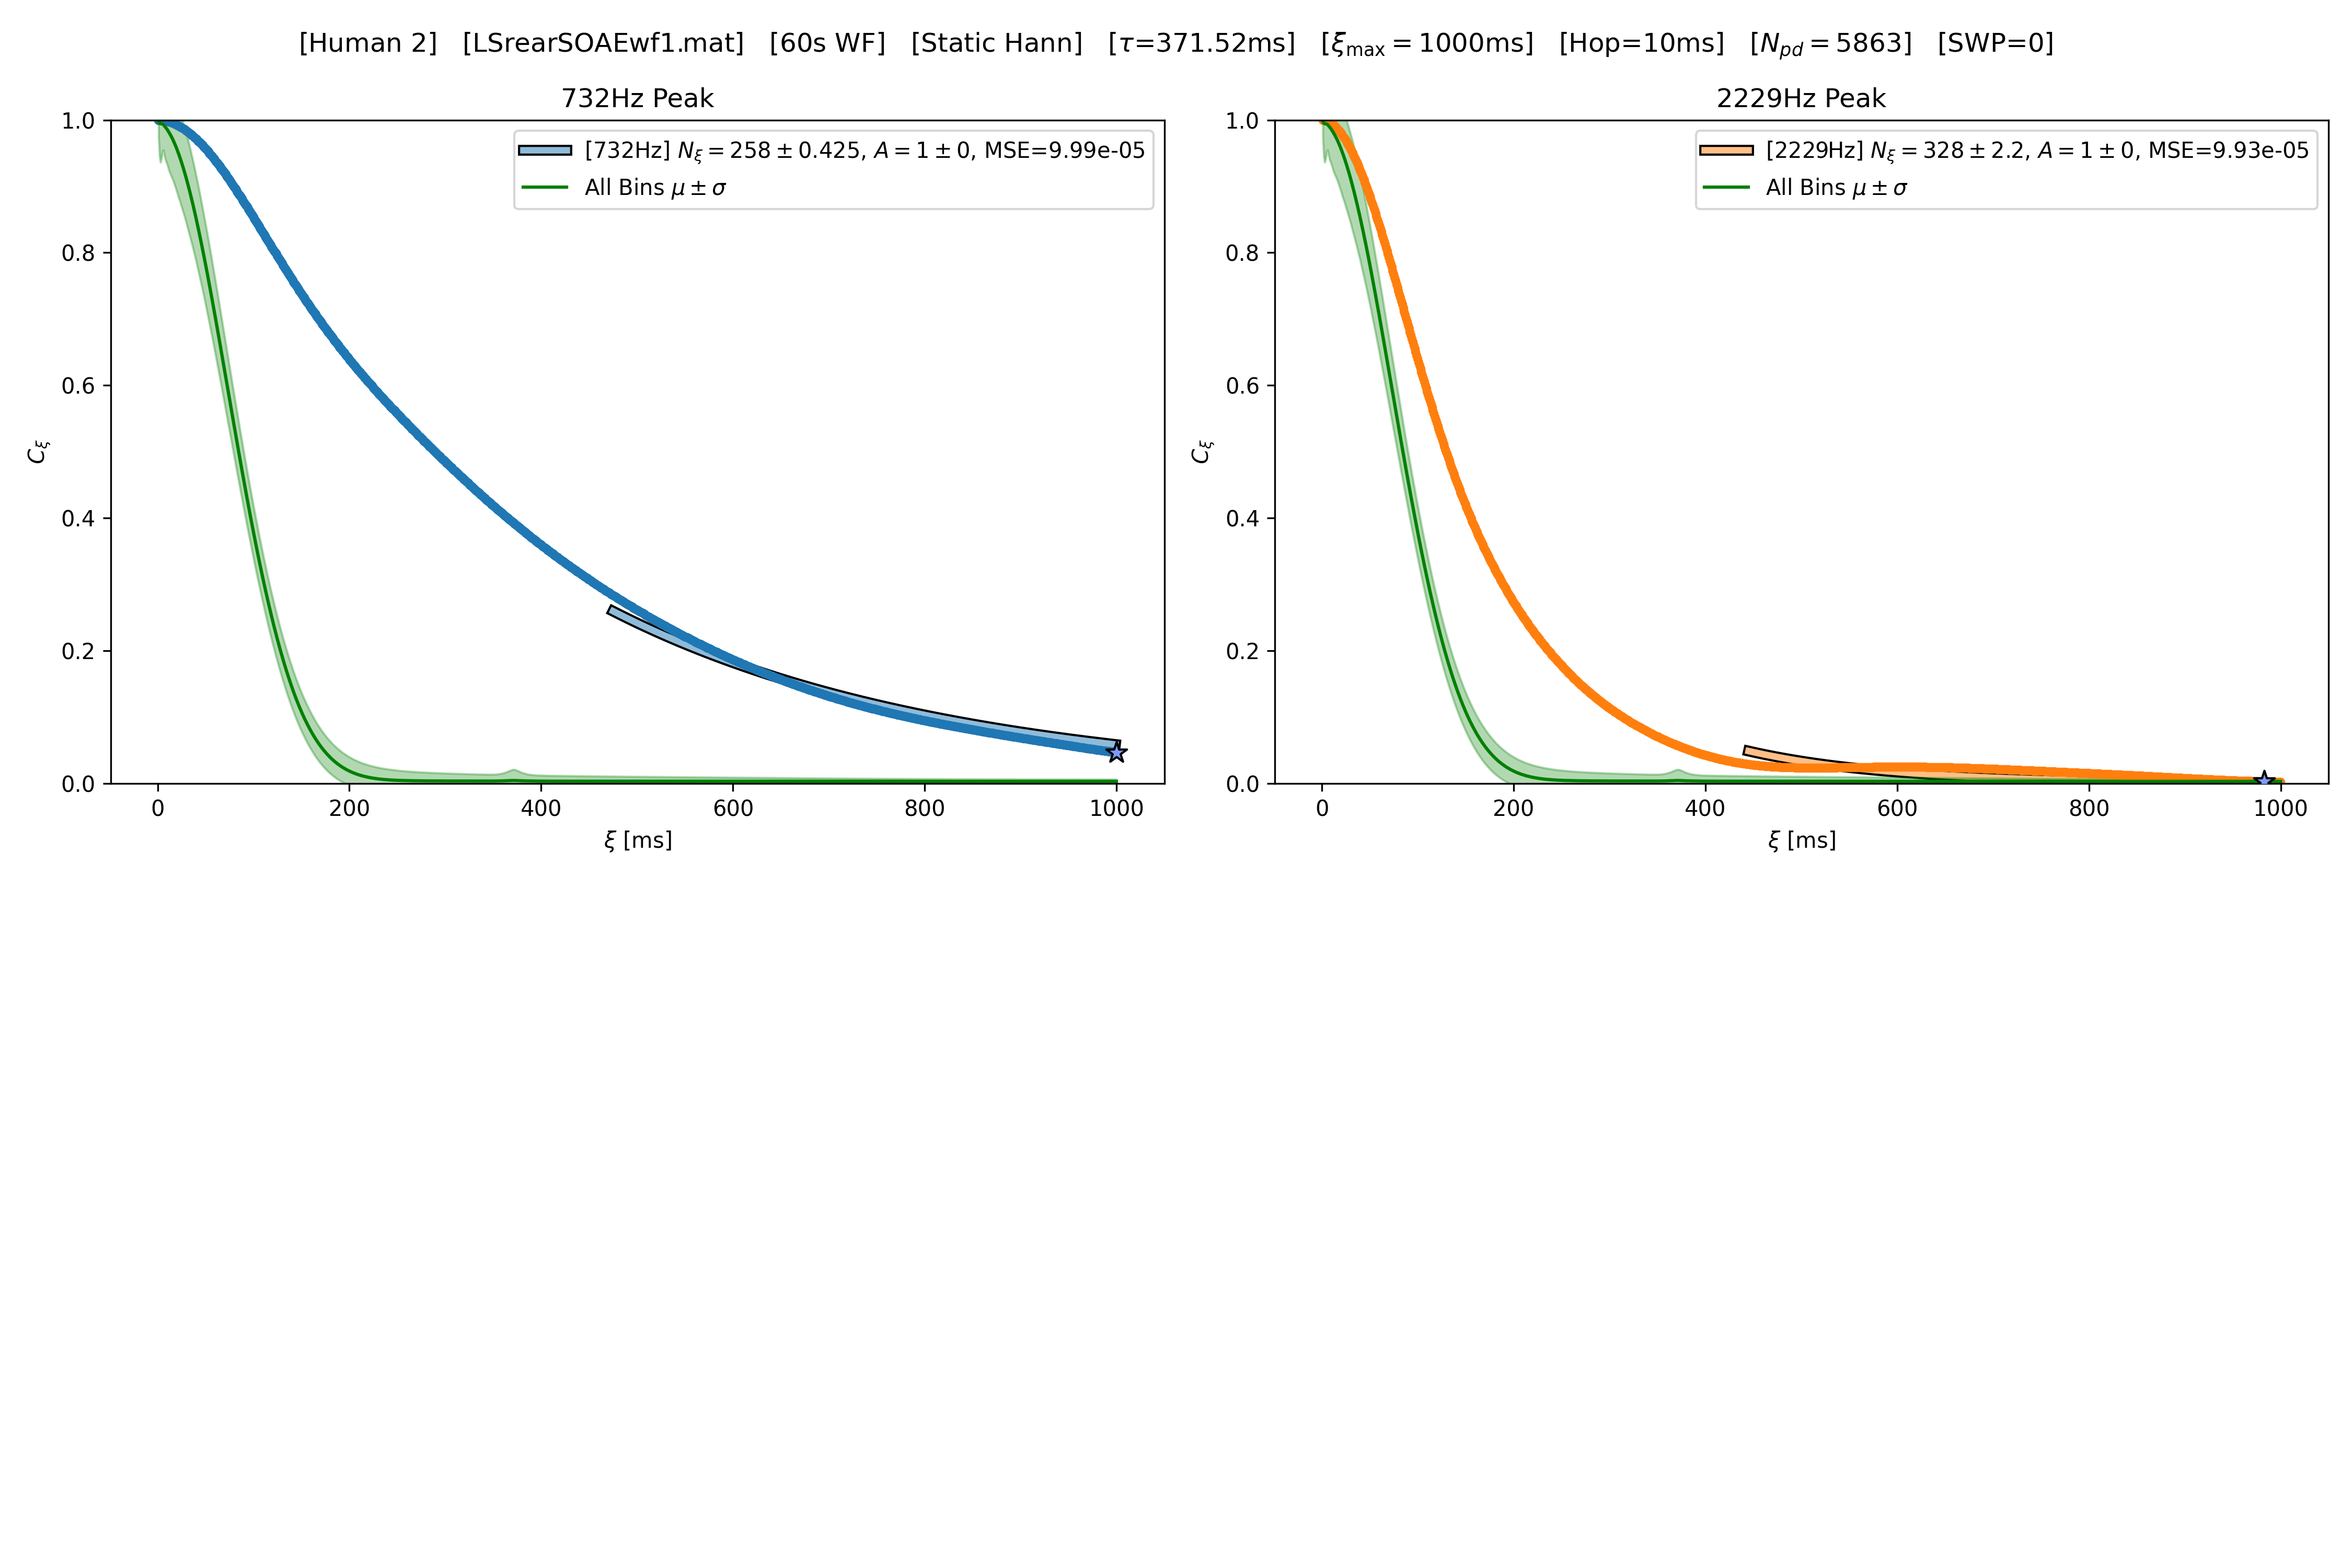 [Human 2] [LSrearSOAEwf1.mat] [60s WF] [Static Hann] [τ=371.52ms] [ξmax = 1000ms] [Hop=10ms] [Npd = 5863] [SWP=0]
732Hz Peak
1.0
0.8
0.6
0.4
0.2
0.0
Cξ
[732Hz] Nξ = 258 ± 0.425, A = 1 ± 0, MSE=9.99e-05
All Bins μ ± σ
0 200 400 600 800 1000
ξ [ms]
2229Hz Peak
1.0
0.8
0.6
0.4
0.2
0.0
Cξ
[2229Hz] Nξ = 328 ± 2.2, A = 1 ± 0, MSE=9.93e-05
All Bins μ ± σ
0 200 400 600 800 1000
ξ [ms]